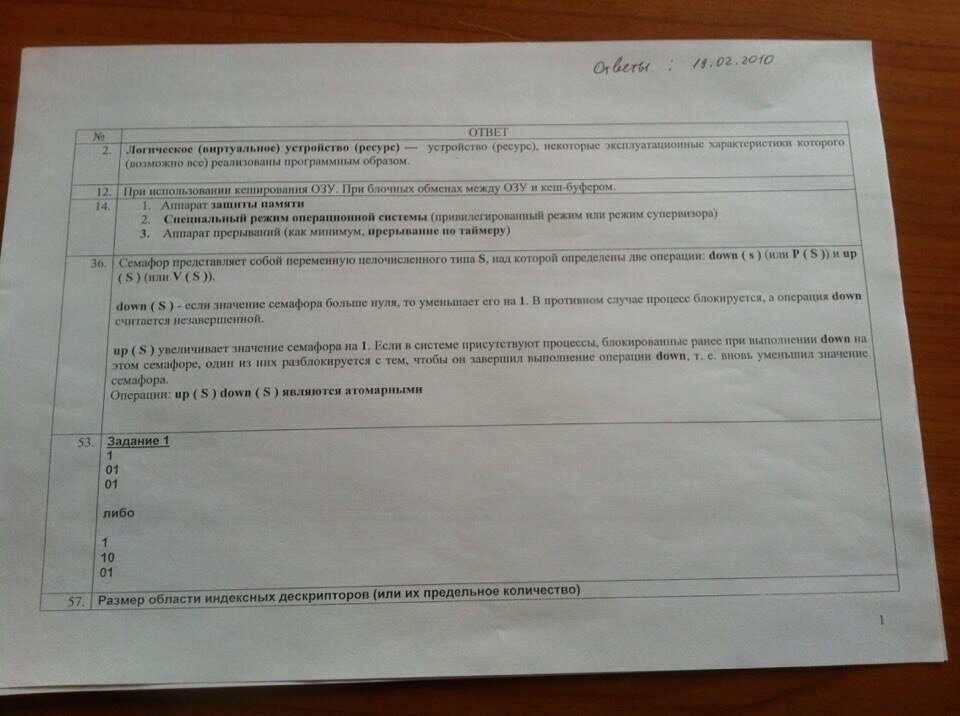 Ответы : 19.02.2010
№ ОТВЕТ
2. Логическое (виртуальное) устройство (ресурс) — устройство (ресурс), некоторые эксплуатационные характеристики которого
(возможно все) реализованы программным образом.
12. При использовании кеширования ОЗУ. При блочных обменах между ОЗУ и кеш-буфером.
14. 1. Аппарат защиты памяти
2. Специальный режим операционной системы (привилегированный режим или режим супервизора)
3. Аппарат прерываний (как минимум, прерывание по таймеру)
36. Семафор представляет собой переменную целочисленного типа S, над которой определены две операции: down ( s ) (или P ( S )) и up
( S ) (или V ( S )).
down ( S ) - если значение семафора больше нуля, то уменьшает его на 1. В противном случае процесс блокируется, а операция down
считается незавершенной.
up ( S ) увеличивает значение семафора на 1. Если в системе присутствуют процессы, блокированные ранее при выполнении down на
этом семафоре, один из них разблокируется с тем, чтобы он завершил выполнение операции down, т. е. вновь уменьшил значение
семафора.
Операции: up ( S ) down ( S ) являются атомарными
53. Задание 1
1
01
01
либо
1
10
01
57. Размер области индексных дескрипторов (или их предельное количество)
1